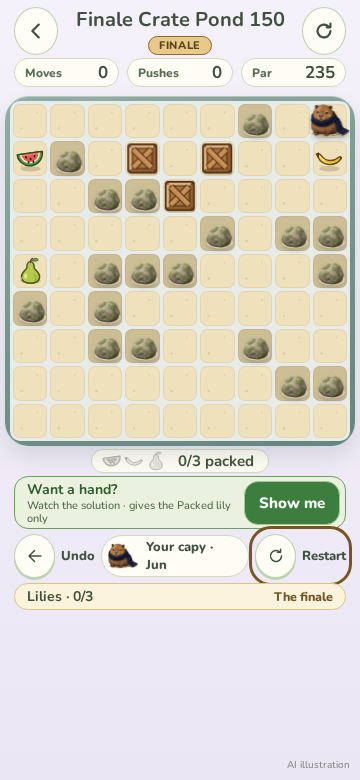 Finale Crate Pond 150
FINALE
Moves 0
Pushes 0
Par 235
0/3 packed
Want a hand?
Watch the solution · gives the Packed lily
only
Show me
Undo
Your capy ·
Jun
Restart
Lilies · 0/3
The finale
AI illustration